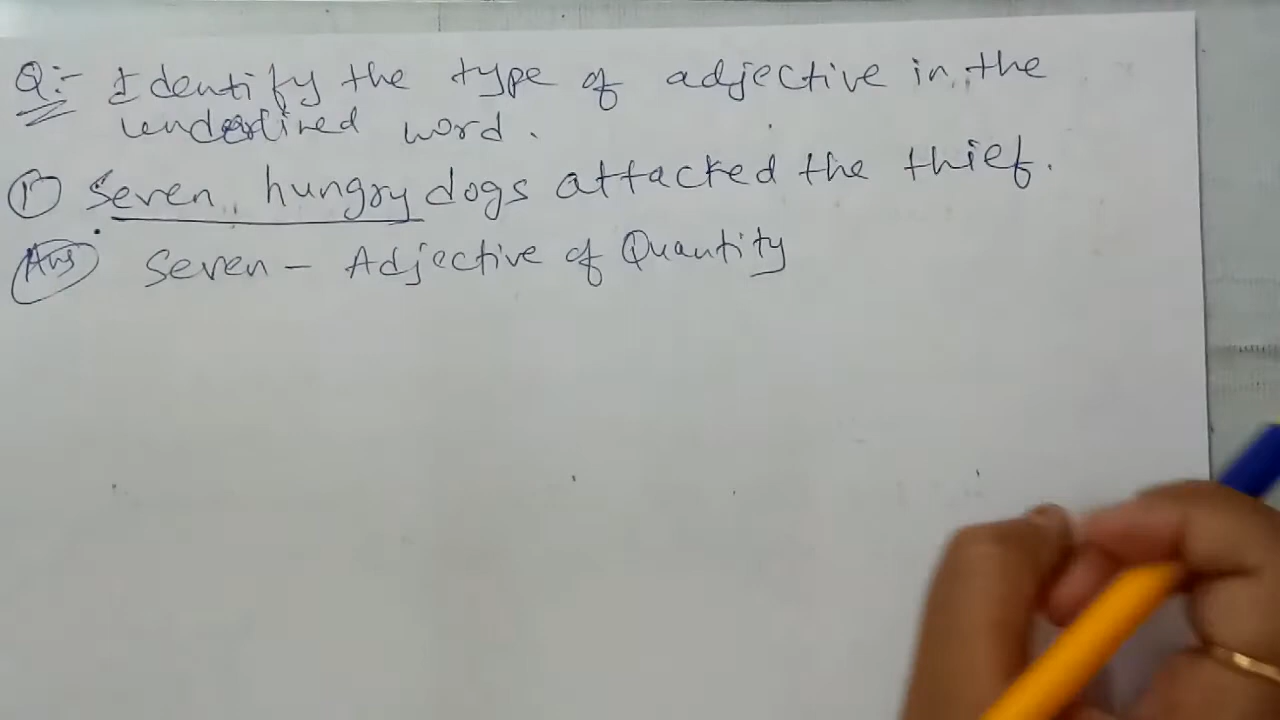 Q:- Identify the type of adjective in the
underlined word.
① Seven hungry dogs attacked the thief.
Ans Seven - Adjective of Quantity